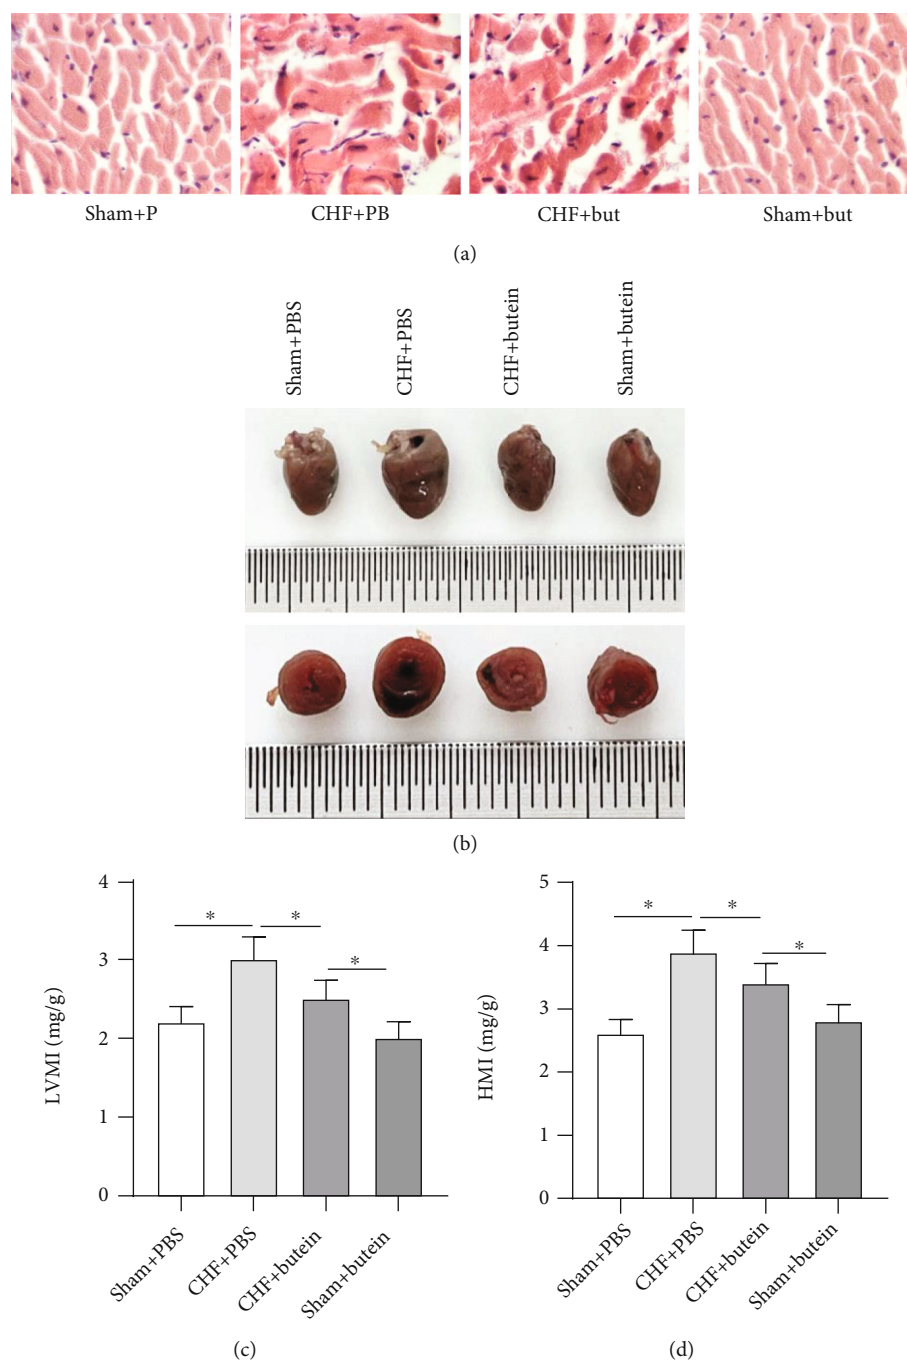 Sham+P CHF+PB CHF+but Sham+but
(a)
Sham+PBS CHF+PBS CHF+butein Sham+butein
(b)
4
3
2
1
0
LVMI (mg/g)
* * *
Sham+PBS CHF+PBS CHF+butein Sham+butein
(c)
5
4
3
2
1
0
HMI (mg/g)
* * *
Sham+PBS CHF+PBS CHF+butein Sham+butein
(d)